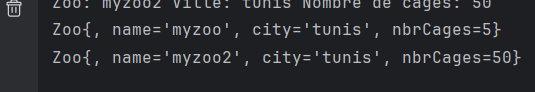 Zoo: myzoo2 Ville: tunis Nombre de cages: 50
Zoo{, name='myzoo', city='tunis', nbrCages=5}
Zoo{, name='myzoo2', city='tunis', nbrCages=50}